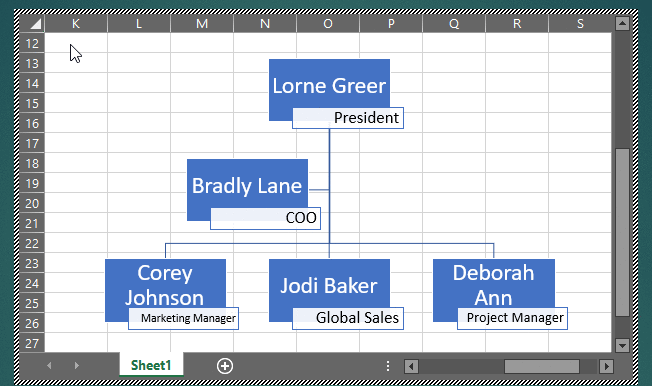 K L M N O P Q R S
12
13
14
15
16
17
18
19
20
21
22
23
24
25
26
27
Lorne Greer
President
Bradly Lane
COO
Corey
Johnson
Marketing Manager
Jodi Baker
Global Sales
Deborah
Ann
Project Manager
Sheet1